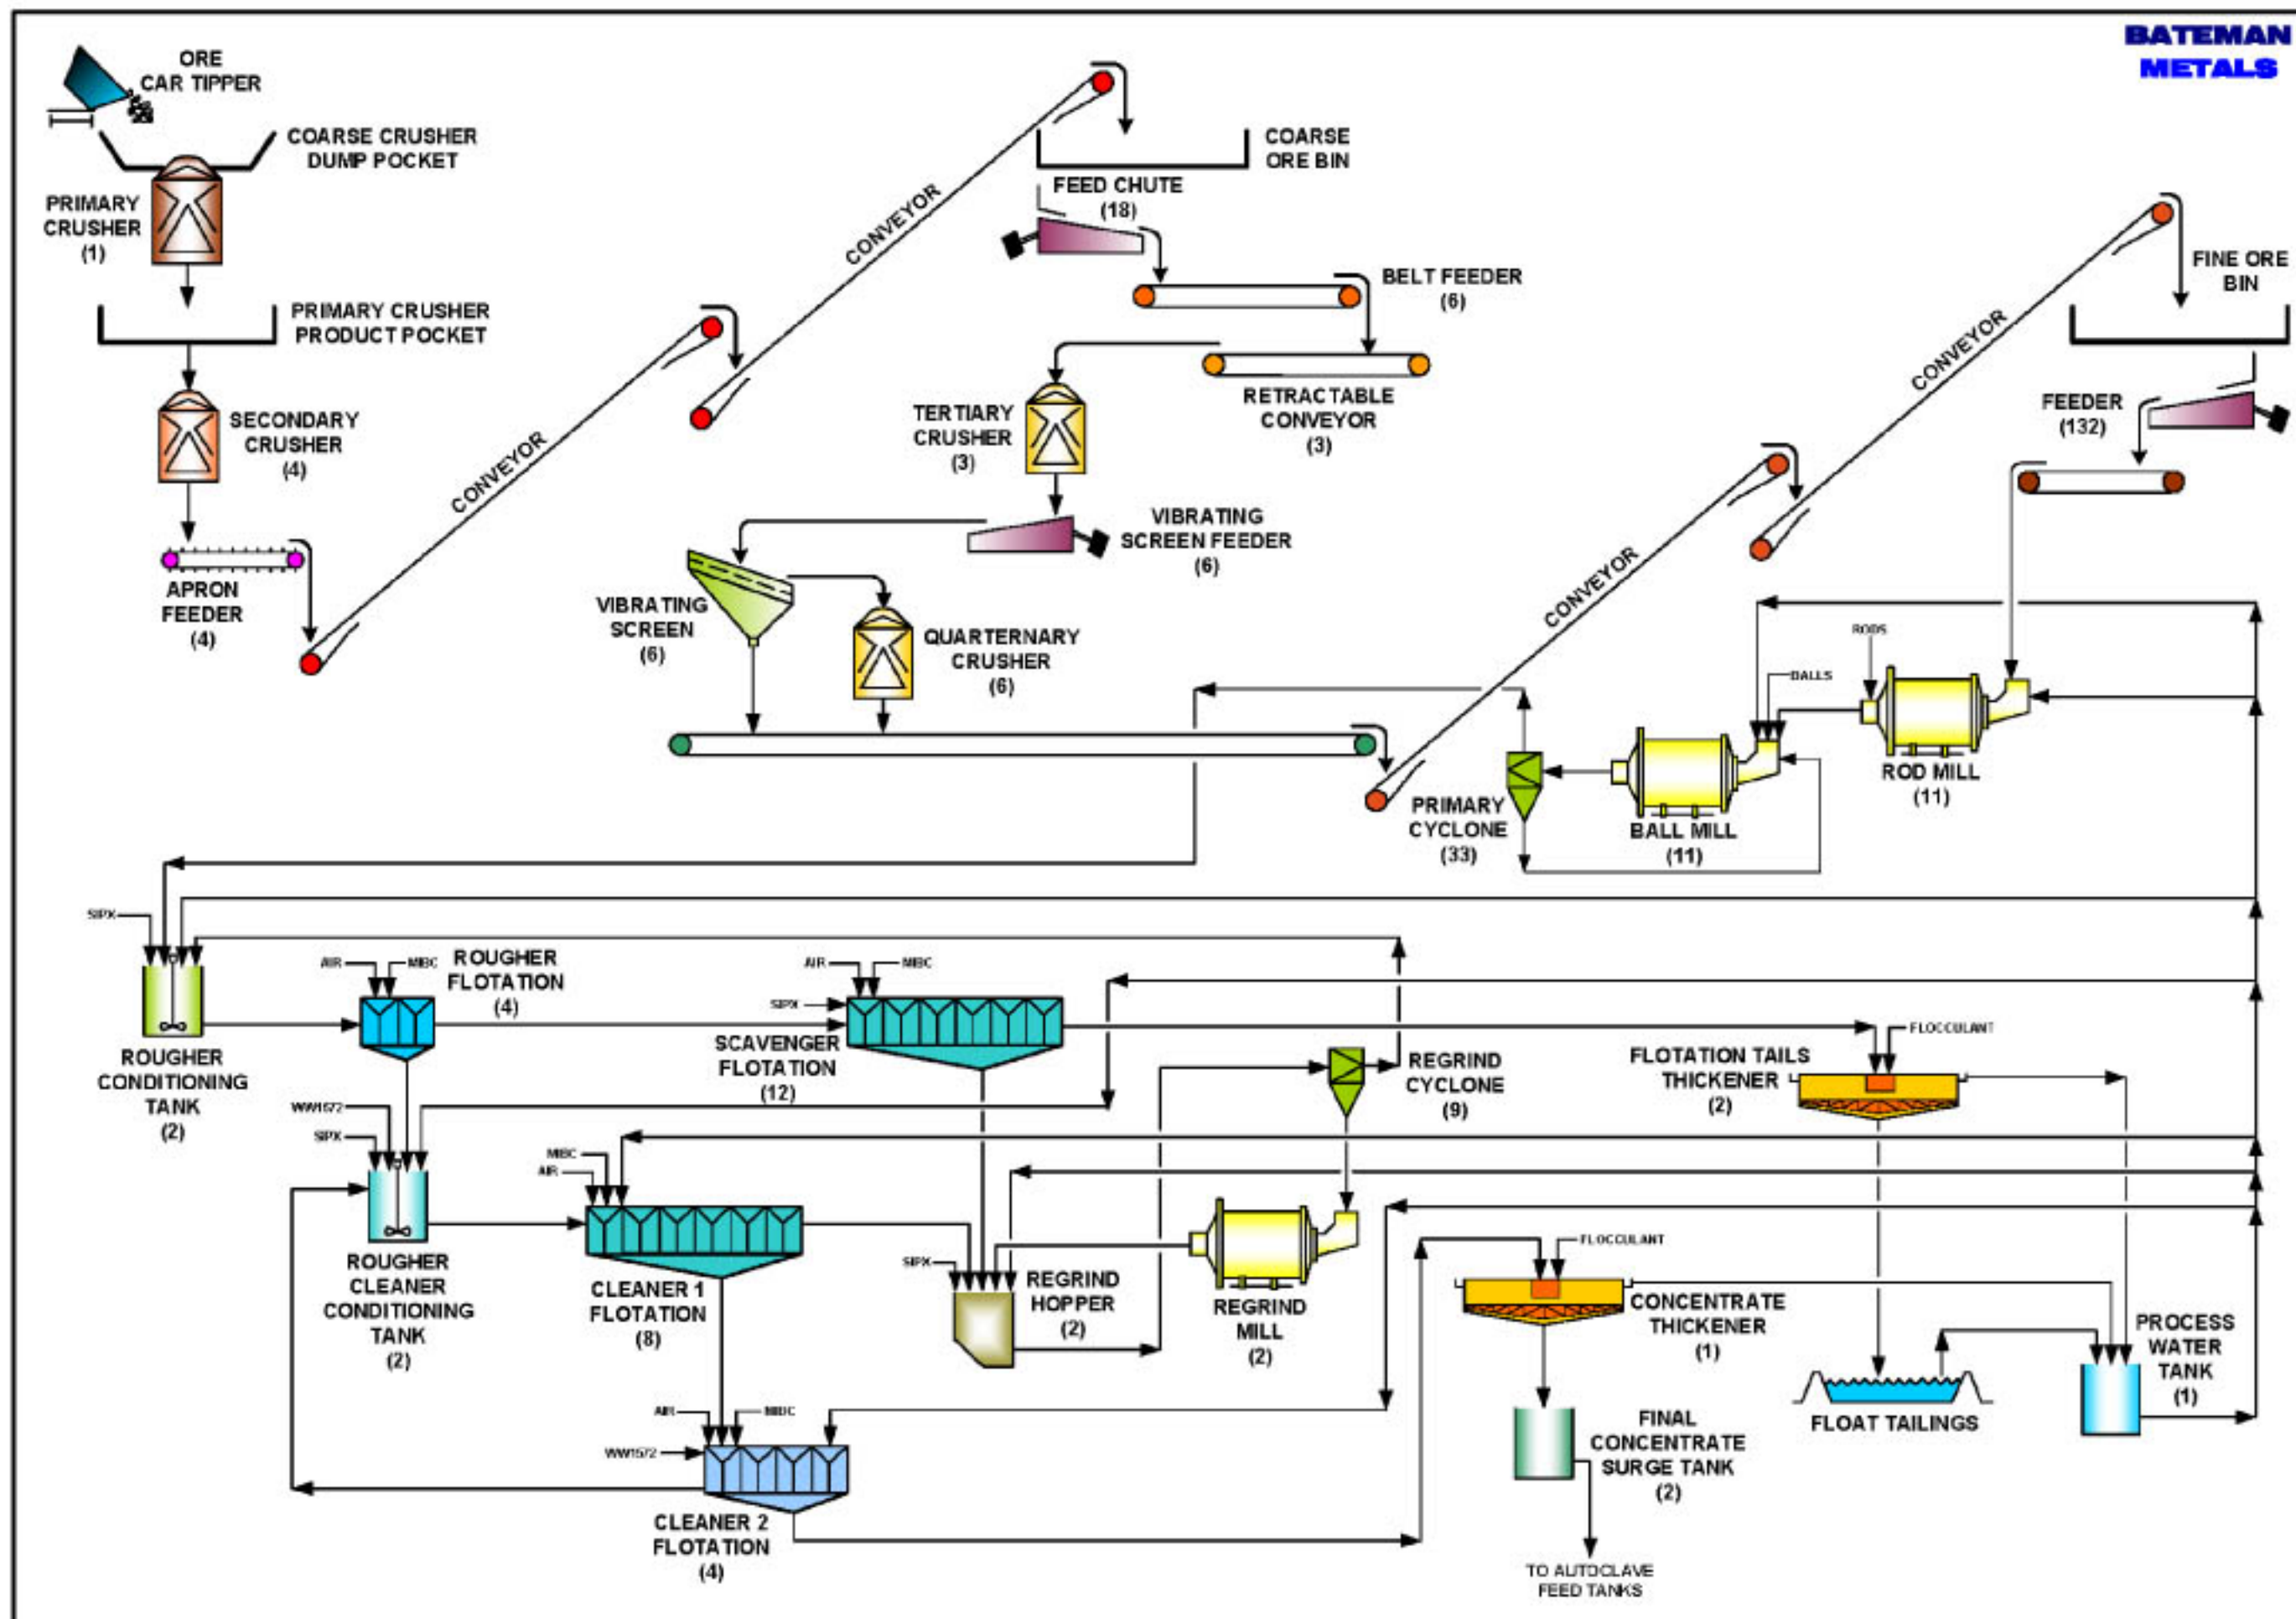 BATEMAN
METALS
ORE
CAR TIPPER
COARSE CRUSHER
DUMP POCKET
PRIMARY
CRUSHER
(1)
PRIMARY CRUSHER
PRODUCT POCKET
SECONDARY
CRUSHER
(4)
APRON
FEEDER
(4)
CONVEYOR
CONVEYOR
COARSE
ORE BIN
FEED CHUTE
(18)
BELT FEEDER
(6)
RETRACTABLE
CONVEYOR
(3)
TERTIARY
CRUSHER
(3)
VIBRATING
SCREEN FEEDER
(6)
VIBRATING
SCREEN
(6)
QUARTERNARY
CRUSHER
(6)
CONVEYOR
CONVEYOR
FINE ORE
BIN
FEEDER
(132)
RODS
BALLS
ROD MILL
(11)
BALL MILL
(11)
PRIMARY
CYCLONE
(33)
SIPX
ROUGHER
CONDITIONING
TANK
(2)
AIR
MIBC
ROUGHER
FLOTATION
(4)
AIR
MIBC
SIPX
SCAVENGER
FLOTATION
(12)
REGRIND
CYCLONE
(9)
FLOCCULANT
FLOTATION TAILS
THICKENER
(2)
WW1572
SIPX
ROUGHER
CLEANER
CONDITIONING
TANK
(2)
MIBC
AIR
CLEANER 1
FLOTATION
(8)
SIPX
REGRIND
HOPPER
(2)
REGRIND
MILL
(2)
FLOCCULANT
CONCENTRATE
THICKENER
(1)
PROCESS
WATER
TANK
(1)
FLOAT TAILINGS
FINAL
CONCENTRATE
SURGE TANK
(2)
AIR
MIBC
WW1572
CLEANER 2
FLOTATION
(4)
TO AUTOCLAVE
FEED TANKS